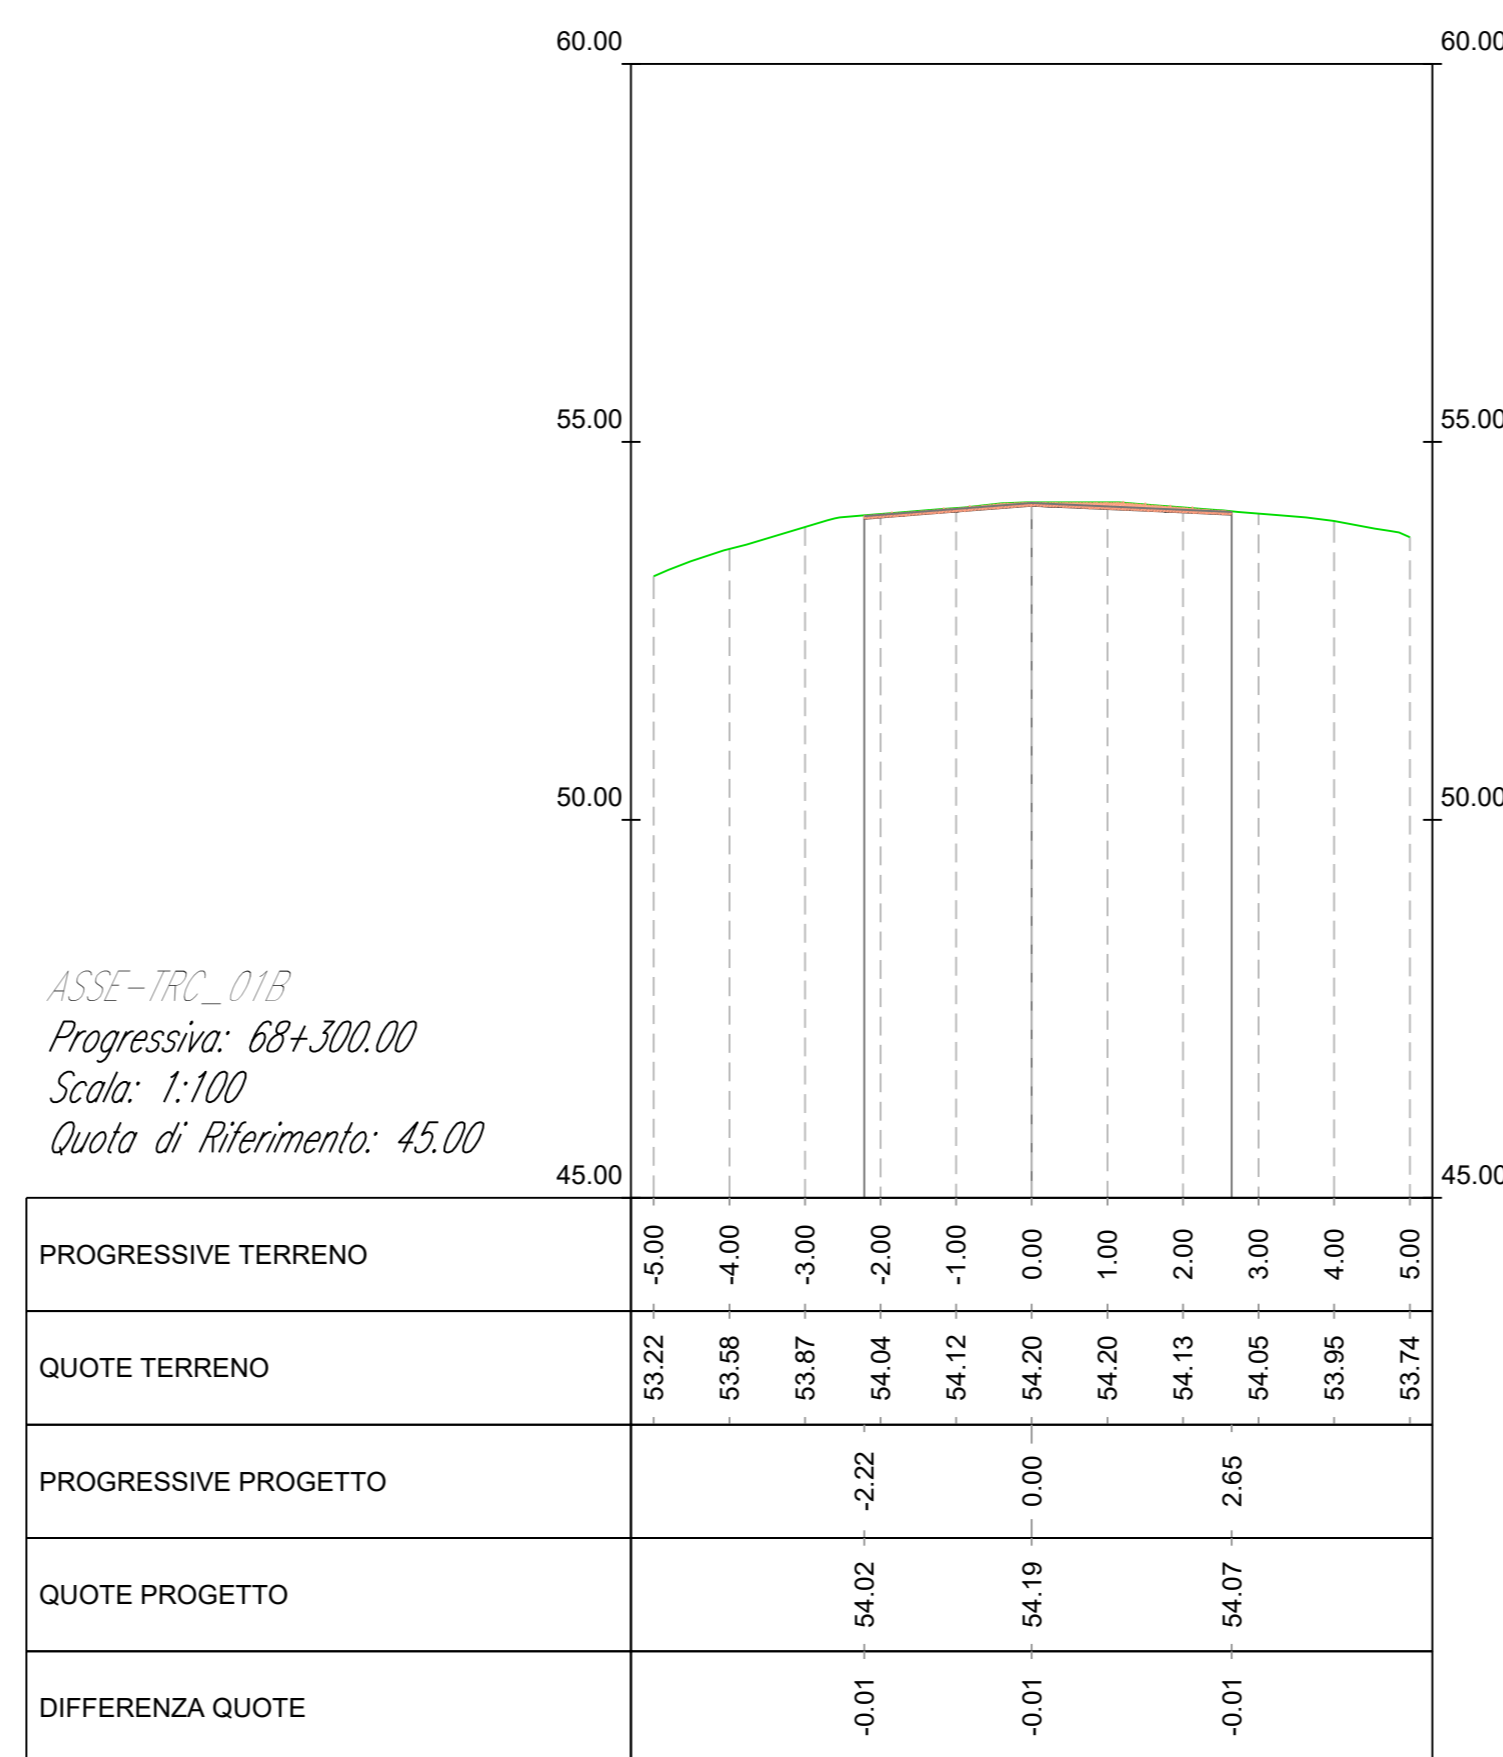 60.00 60.00
55.00 55.00
50.00 50.00
ASSE-TRC_01B
Progressiva: 68+300.00
Scala: 1:100
Quota di Riferimento: 45.00
45.00 45.00
PROGRESSIVE TERRENO -5.00 -4.00 -3.00 -2.00 -1.00 0.00 1.00 2.00 3.00 4.00 5.00
QUOTE TERRENO 53.22 53.58 53.87 54.04 54.12 54.20 54.20 54.13 54.05 53.95 53.74
PROGRESSIVE PROGETTO -2.22 0.00 2.65
QUOTE PROGETTO 54.02 54.19 54.07
DIFFERENZA QUOTE -0.01 -0.01 -0.01